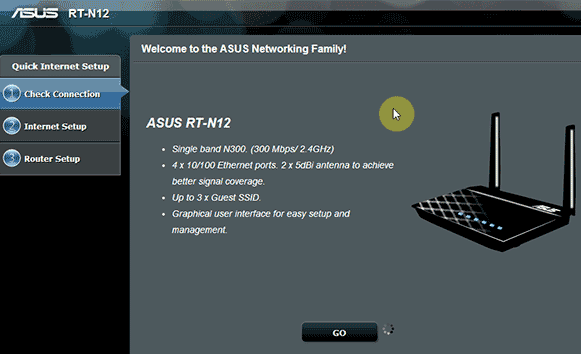 ASUS RT-N12
Quick Internet Setup
1 Check Connection
2 Internet Setup
3 Router Setup
Welcome to the ASUS Networking Family!
ASUS RT-N12
• Single band N300. (300 Mbps/ 2.4GHz)
• 4 x 10/100 Ethernet ports. 2 x 5dBi antenna to achieve
better signal coverage.
• Up to 3 x Guest SSID.
• Graphical user interface for easy setup and
management.
ASUS
GO